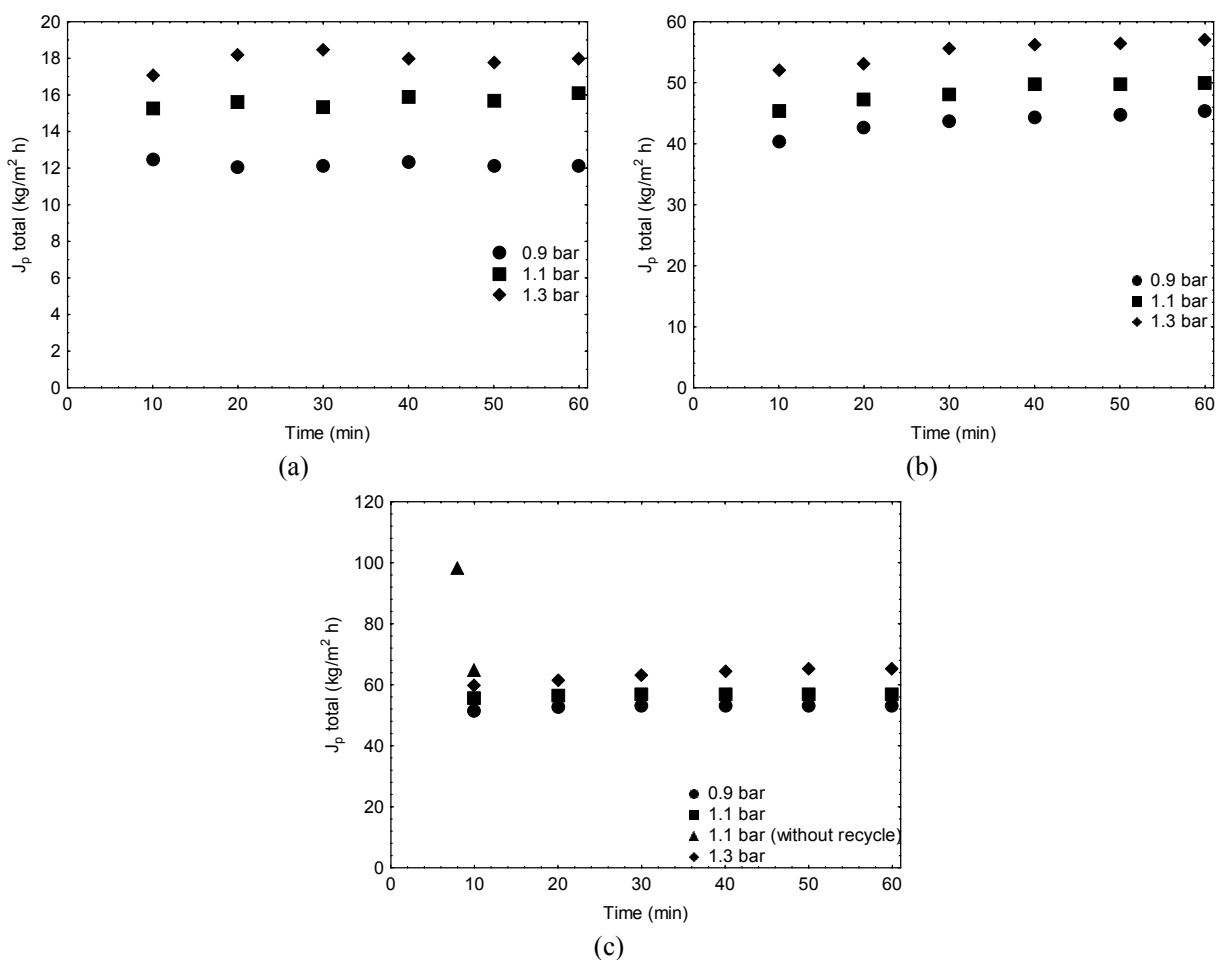 20
18
16
14
12
10
8
6
4
2
0
J_p total (kg/m² h)
0.9 bar
1.1 bar
1.3 bar
0 10 20 30 40 50 60
Time (min)
(a)
60
50
40
30
20
10
0
J_p total (kg/m² h)
0.9 bar
1.1 bar
1.3 bar
0 10 20 30 40 50 60
Time (min)
(b)
120
100
80
60
40
20
0
J_p total (kg/m² h)
0.9 bar
1.1 bar
1.1 bar (without recycle)
1.3 bar
0 10 20 30 40 50 60
Time (min)
(c)